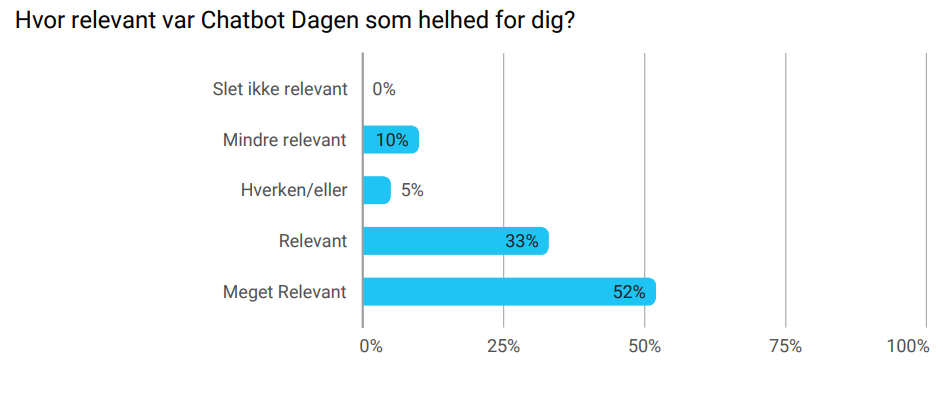 Hvor relevant var Chatbot Dagen som helhed for dig?
Slet ikke relevant 0%
Mindre relevant 10%
Hverken/eller 5%
Relevant 33%
Meget Relevant 52%
0% 25% 50% 75% 100%